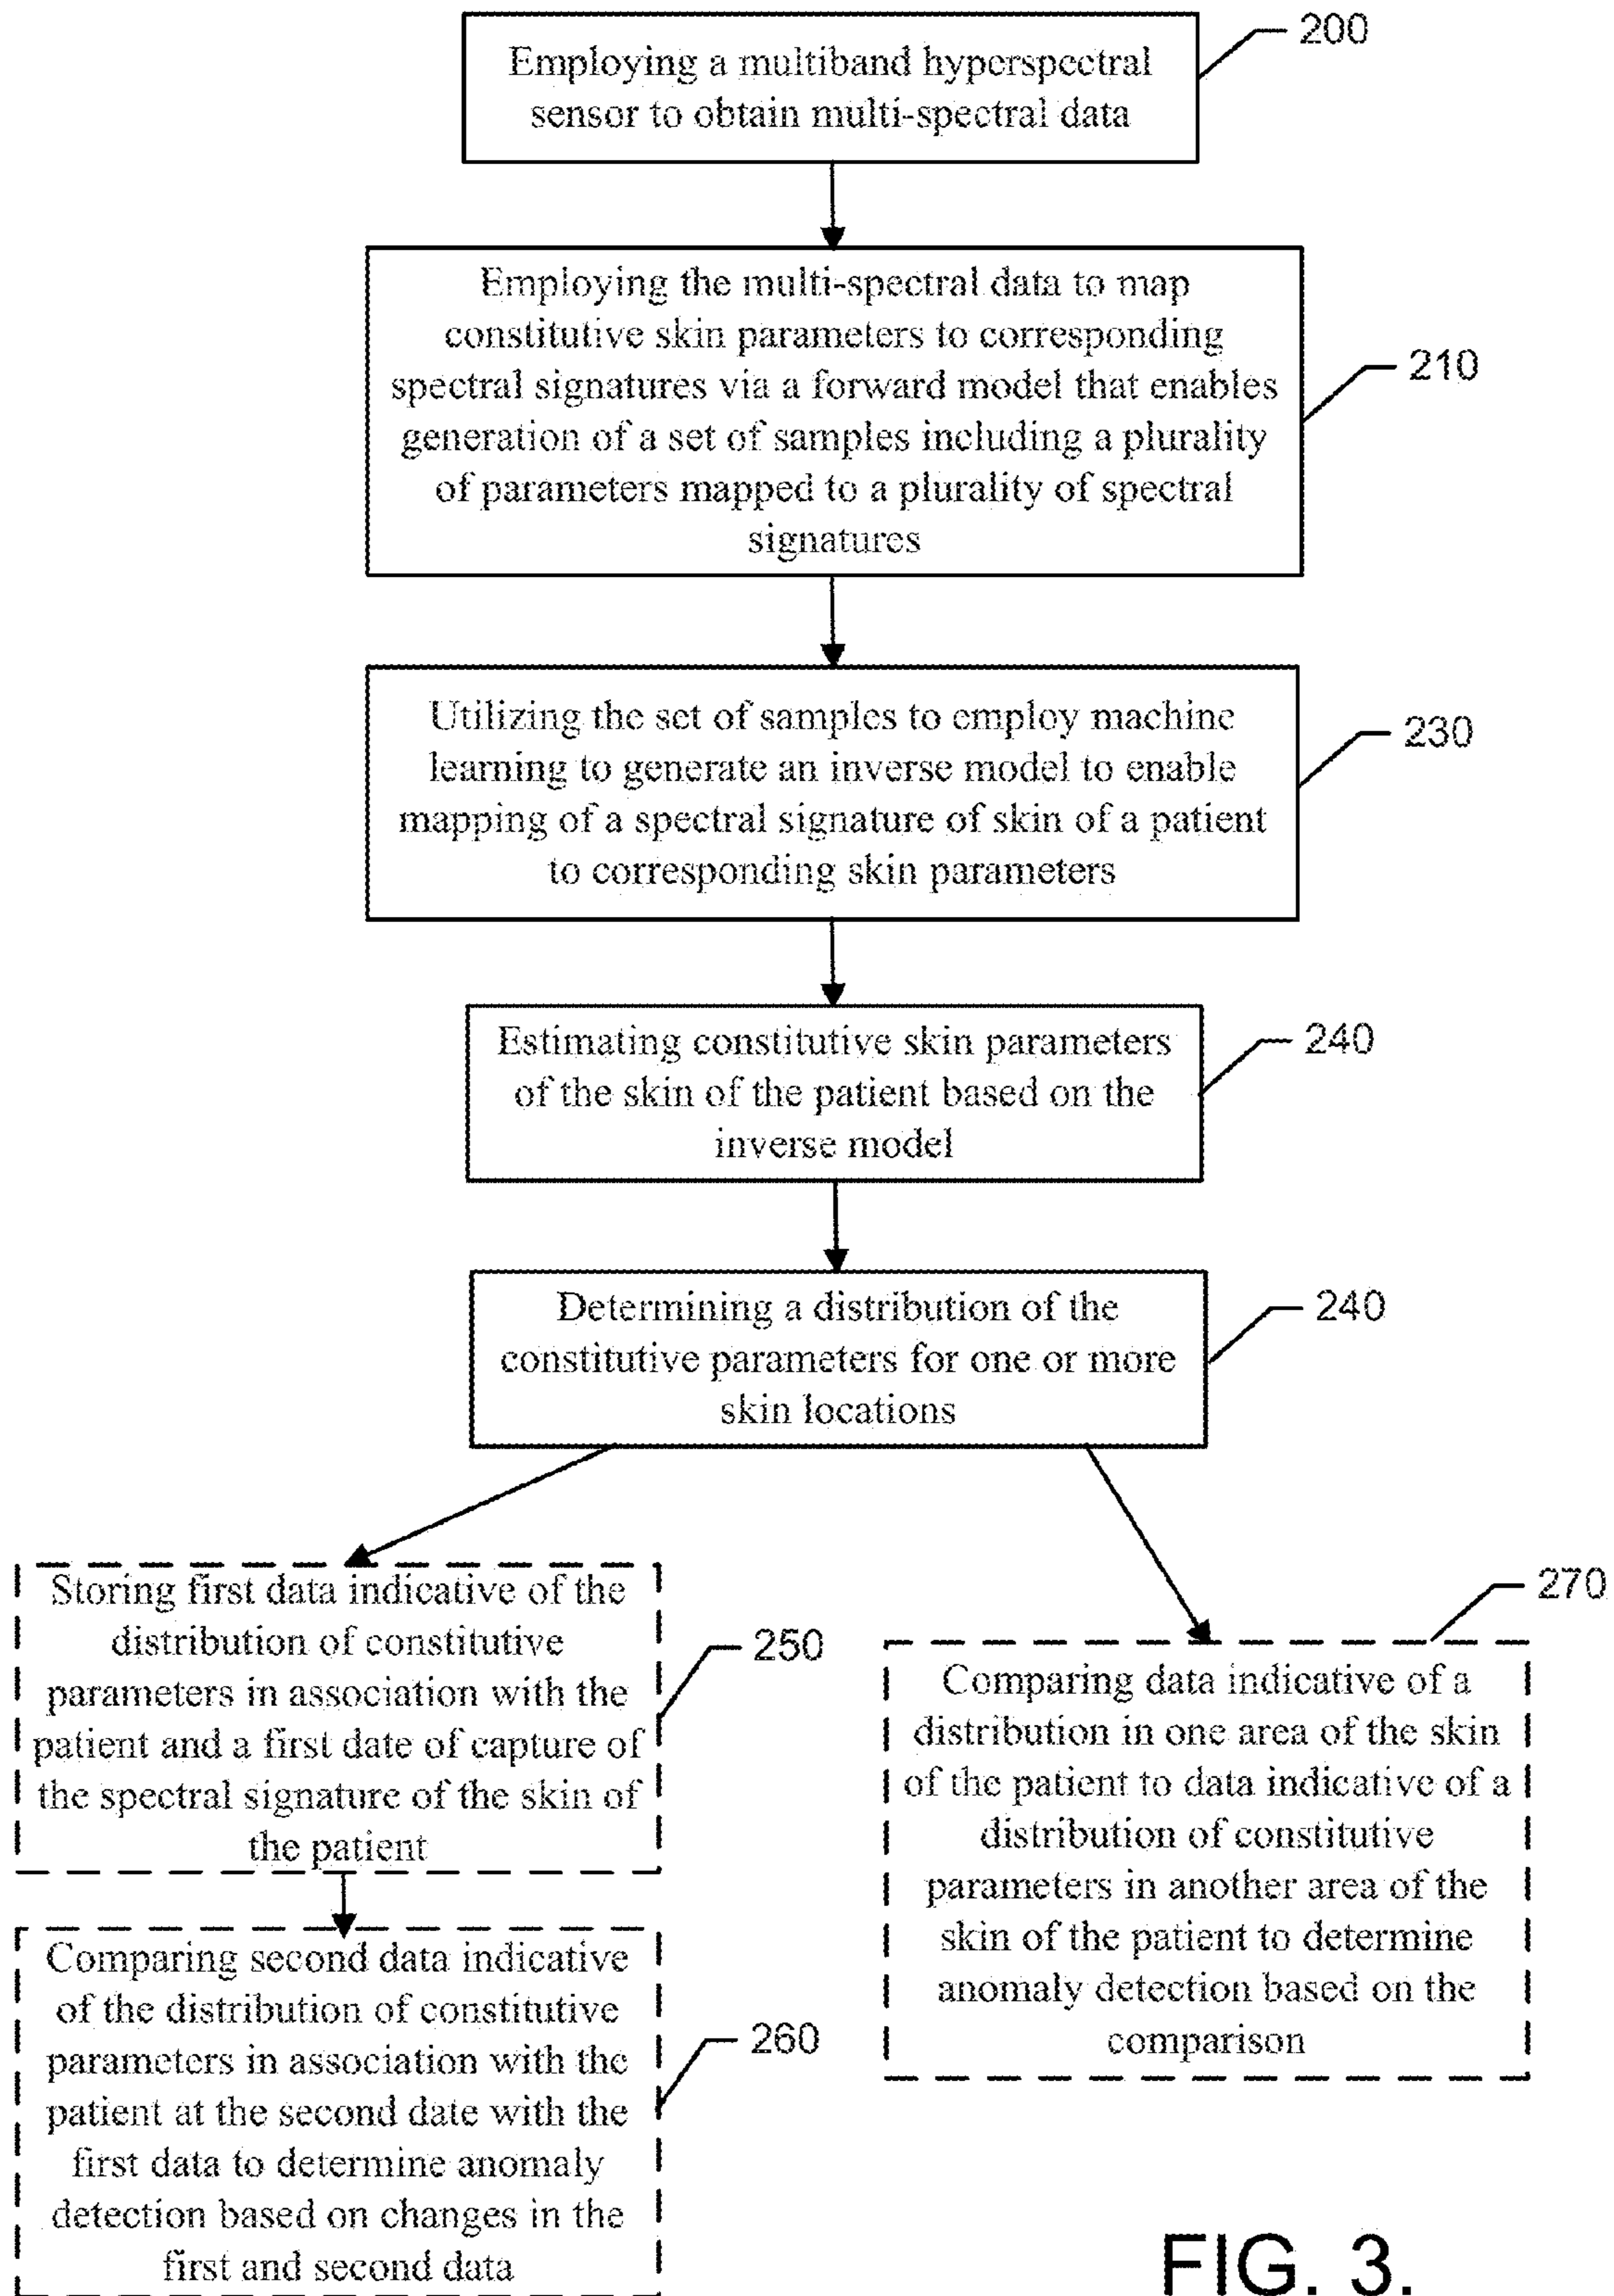 200
Employing a multiband hyperspectral
sensor to obtain multi-spectral data
Employing the multi-spectral data to map
constitutive skin parameters to corresponding
spectral signatures via a forward model that enables
generation of a set of samples including a plurality
of parameters mapped to a plurality of spectral
signatures
210
Utilizing the set of samples to employ machine
learning to generate an inverse model to enable
mapping of a spectral signature of skin of a patient
to corresponding skin parameters
230
Estimating constitutive skin parameters
of the skin of the patient based on the
inverse model
240
Determining a distribution of the
constitutive parameters for one or more
skin locations
240
Storing first data indicative of the
distribution of constitutive
parameters in association with the
patient and a first date of capture of
the spectral signature of the skin of
the patient
250
Comparing second data indicative
of the distribution of constitutive
parameters in association with the
patient at the second date with the
first data to determine anomaly
detection based on changes in the
first and second data
260
270
Comparing data indicative of a
distribution in one area of the skin
of the patient to data indicative of a
distribution of constitutive
parameters in another area of the
skin of the patient to determine
anomaly detection based on the
comparison
FIG. 3.